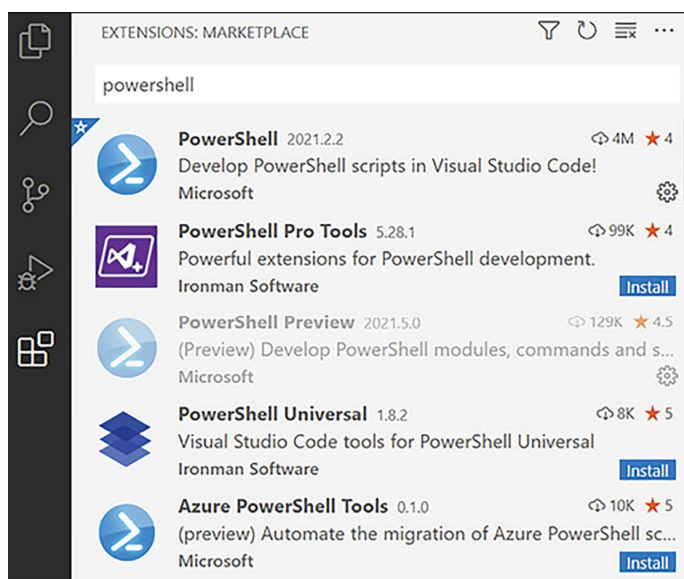 EXTENSIONS: MARKETPLACE
powershell
PowerShell 2021.2.2 4M 4
Develop PowerShell scripts in Visual Studio Code!
Microsoft
PowerShell Pro Tools 5.28.1 99K 4
Powerful extensions for PowerShell development.
Ironman Software Install
PowerShell Preview 2021.5.0 129K 4.5
(Preview) Develop PowerShell modules, commands and s...
Microsoft
PowerShell Universal 1.8.2 8K 5
Visual Studio Code tools for PowerShell Universal
Ironman Software Install
Azure PowerShell Tools 0.1.0 10K 5
(preview) Automate the migration of Azure PowerShell sc...
Microsoft Install